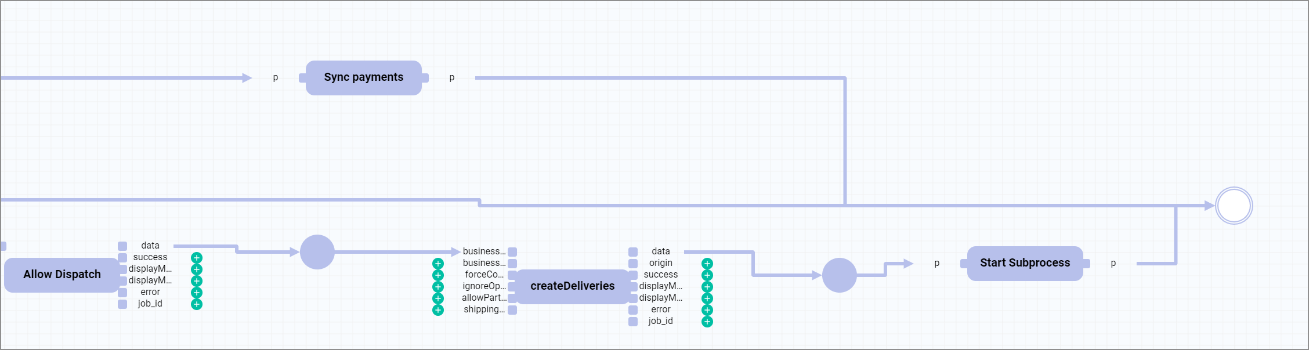 p
Sync payments
p
Allow Dispatch
data
success
displayM...
displayM...
error
job_id
business...
business...
forceCo...
ignoreOp...
allowPart...
shipping...
createDeliveries
data
origin
success
displayM...
displayM...
error
job_id
p
Start Subprocess
p